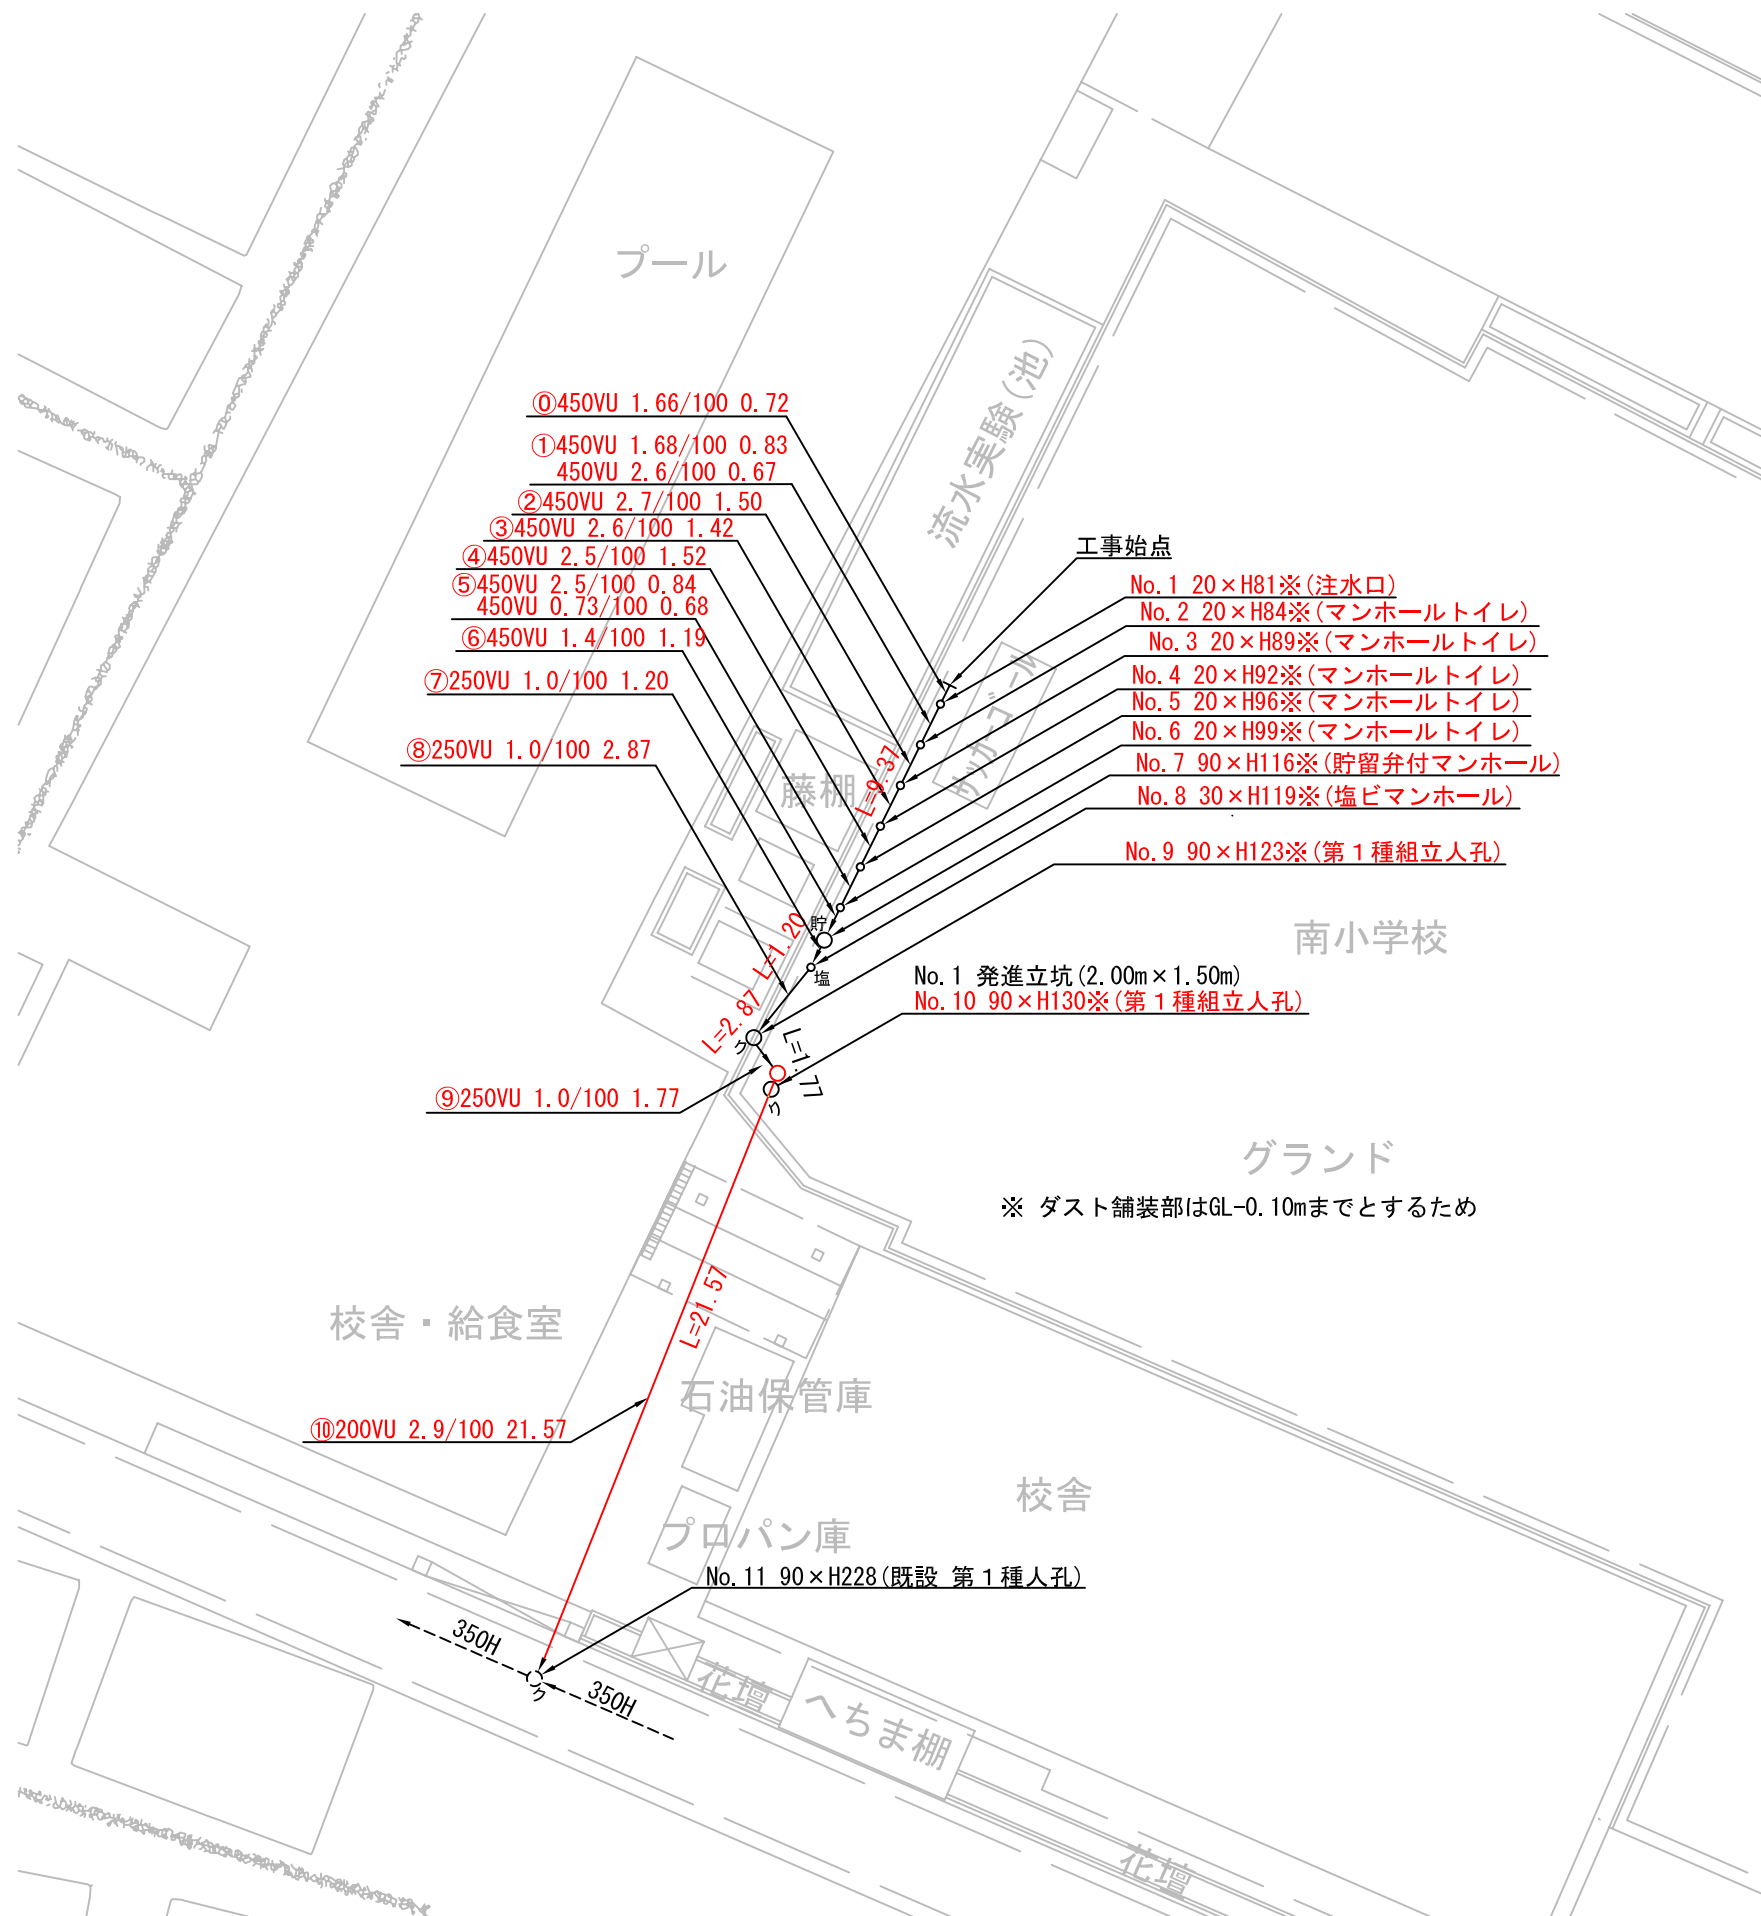 プール
流水実験(池)
⓪450VU 1.66/100 0.72
①450VU 1.68/100 0.83
450VU 2.6/100 0.67
②450VU 2.7/100 1.50
③450VU 2.6/100 1.42
④450VU 2.5/100 1.52
⑤450VU 2.5/100 0.84
450VU 0.73/100 0.68
⑥450VU 1.4/100 1.19
⑦250VU 1.0/100 1.20
⑧250VU 1.0/100 2.87
工事始点
No.1 20×H81※(注水口)
No.2 20×H84※(マンホールトイレ)
No.3 20×H89※(マンホールトイレ)
No.4 20×H92※(マンホールトイレ)
No.5 20×H96※(マンホールトイレ)
No.6 20×H99※(マンホールトイレ)
No.7 90×H116※(貯留弁付マンホール)
No.8 30×H119※(塩ビマンホール)
No.9 90×H123※(第1種組立人孔)
サッカーゴール
藤棚
L=9.37
貯
L=1.20
塩
南小学校
No.1 発進立坑(2.00m×1.50m)
No.10 90×H130※(第1種組立人孔)
L=2.87
ク
L=1.77
ク
⑨250VU 1.0/100 1.77
グランド
※ ダスト舗装部はGL-0.10mまでとするため
校舎・給食室
L=21.57
石油保管庫
⑩200VU 2.9/100 21.57
校舎
プロパン庫
No.11 90×H228(既設 第1種人孔)
350H
ク
350H
花壇
へちま棚
花壇